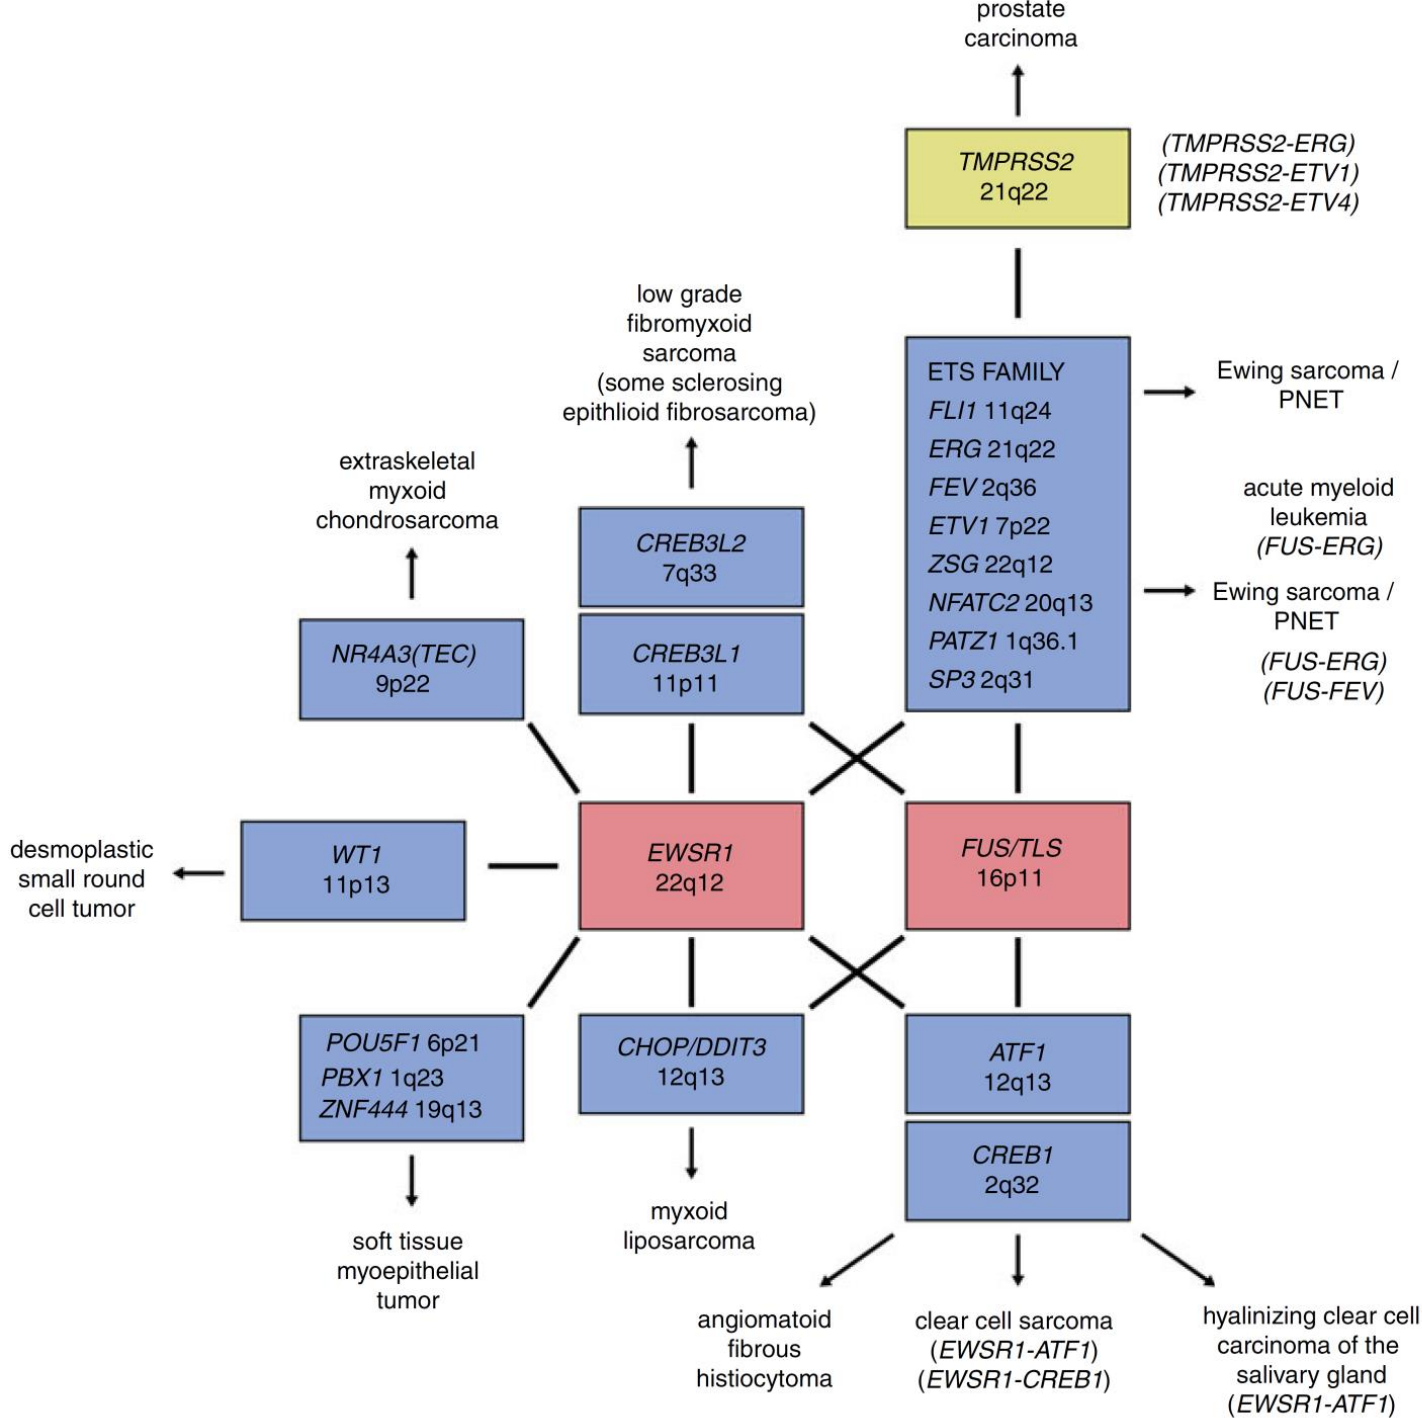 prostate
carcinoma
TMPRSS2
21q22
(TMPRSS2-ERG)
(TMPRSS2-ETV1)
(TMPRSS2-ETV4)
low grade
fibromyxoid
sarcoma
(some sclerosing
epithlioid fibrosarcoma)
ETS FAMILY
FLI1 11q24
ERG 21q22
FEV 2q36
ETV1 7p22
ZSG 22q12
NFATC2 20q13
PATZ1 1q36.1
SP3 2q31
Ewing sarcoma /
PNET
acute myeloid
leukemia
(FUS-ERG)
Ewing sarcoma /
PNET
(FUS-ERG)
(FUS-FEV)
extraskeletal
myxoid
chondrosarcoma
CREB3L2
7q33
NR4A3(TEC)
9p22
CREB3L1
11p11
desmoplastic
small round
cell tumor
WT1
11p13
EWSR1
22q12
FUS/TLS
16p11
POU5F1 6p21
PBX1 1q23
ZNF444 19q13
CHOP/DDIT3
12q13
ATF1
12q13
CREB1
2q32
soft tissue
myoepithelial
tumor
myxoid
liposarcoma
angiomatoid
fibrous
histiocytoma
clear cell sarcoma
(EWSR1-ATF1)
(EWSR1-CREB1)
hyalinizing clear cell
carcinoma of the
salivary gland
(EWSR1-ATF1)